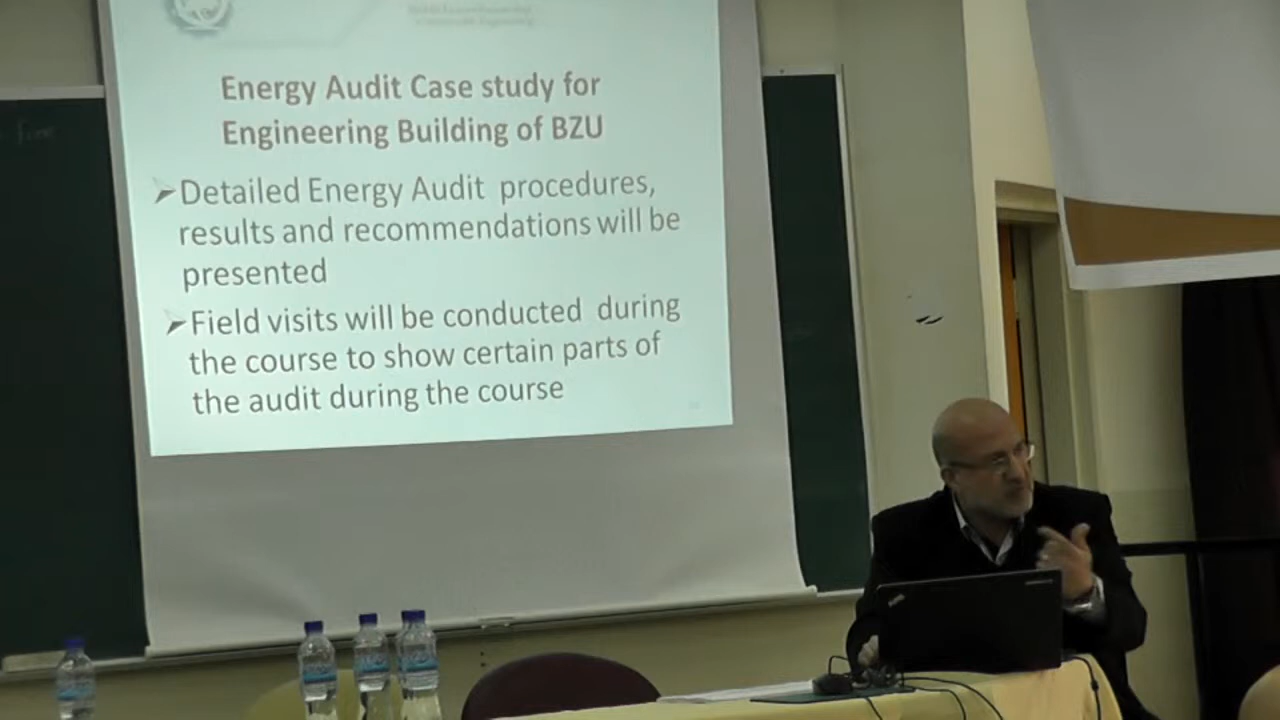 Energy Audit Case study for
Engineering Building of BZU
➢Detailed Energy Audit procedures,
results and recommendations will be
presented
➢Field visits will be conducted during
the course to show certain parts of
the audit during the course